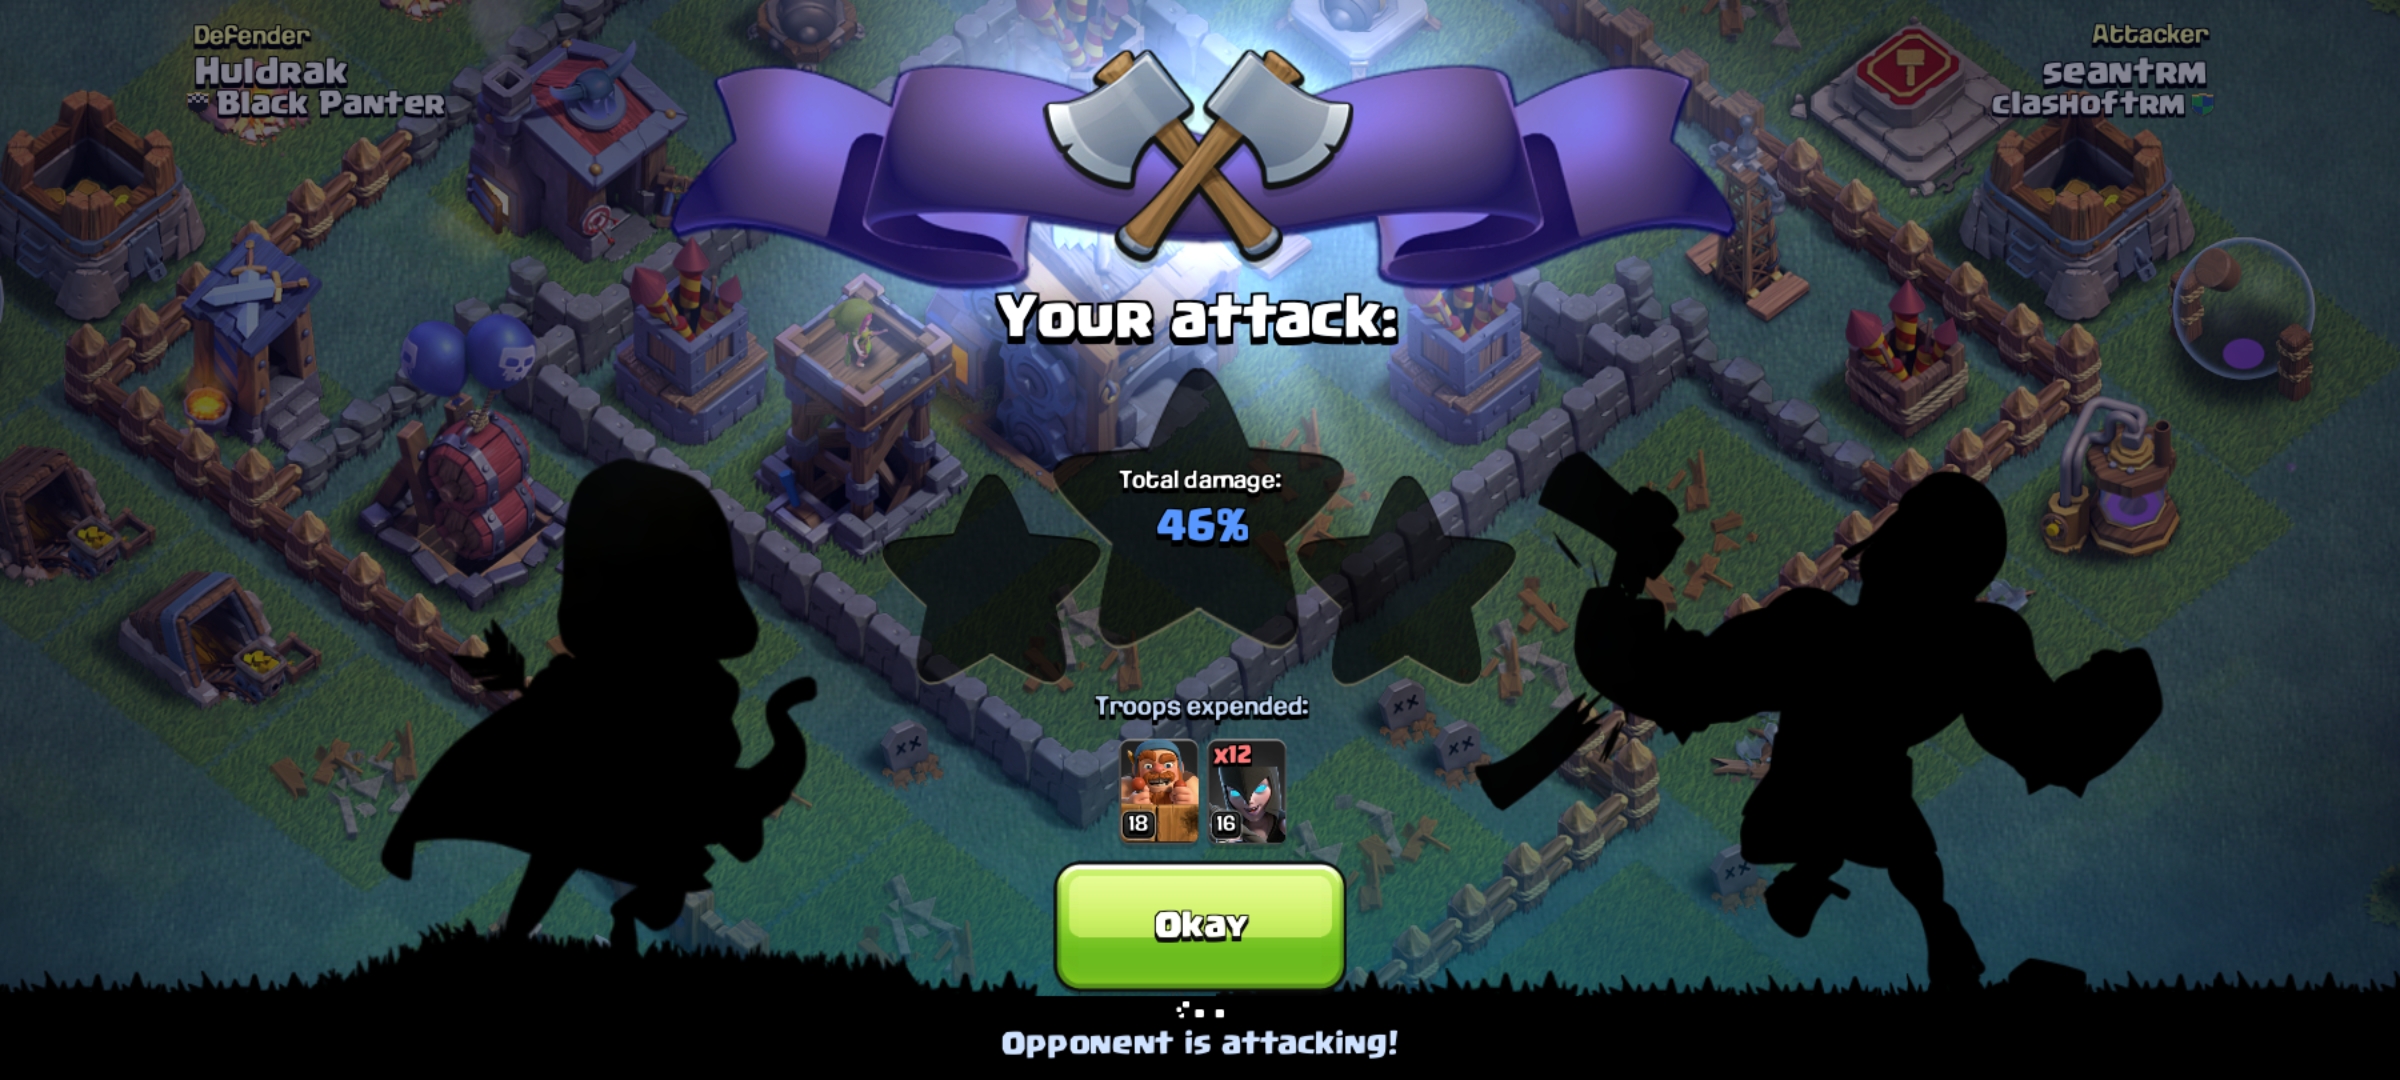 Defender
Huldrak
Black Panter
Attacker
seantrm
clashoftrm
Your attack:
Total damage:
46%
Troops expended:
x12
18
16
Okay
Opponent is attacking!